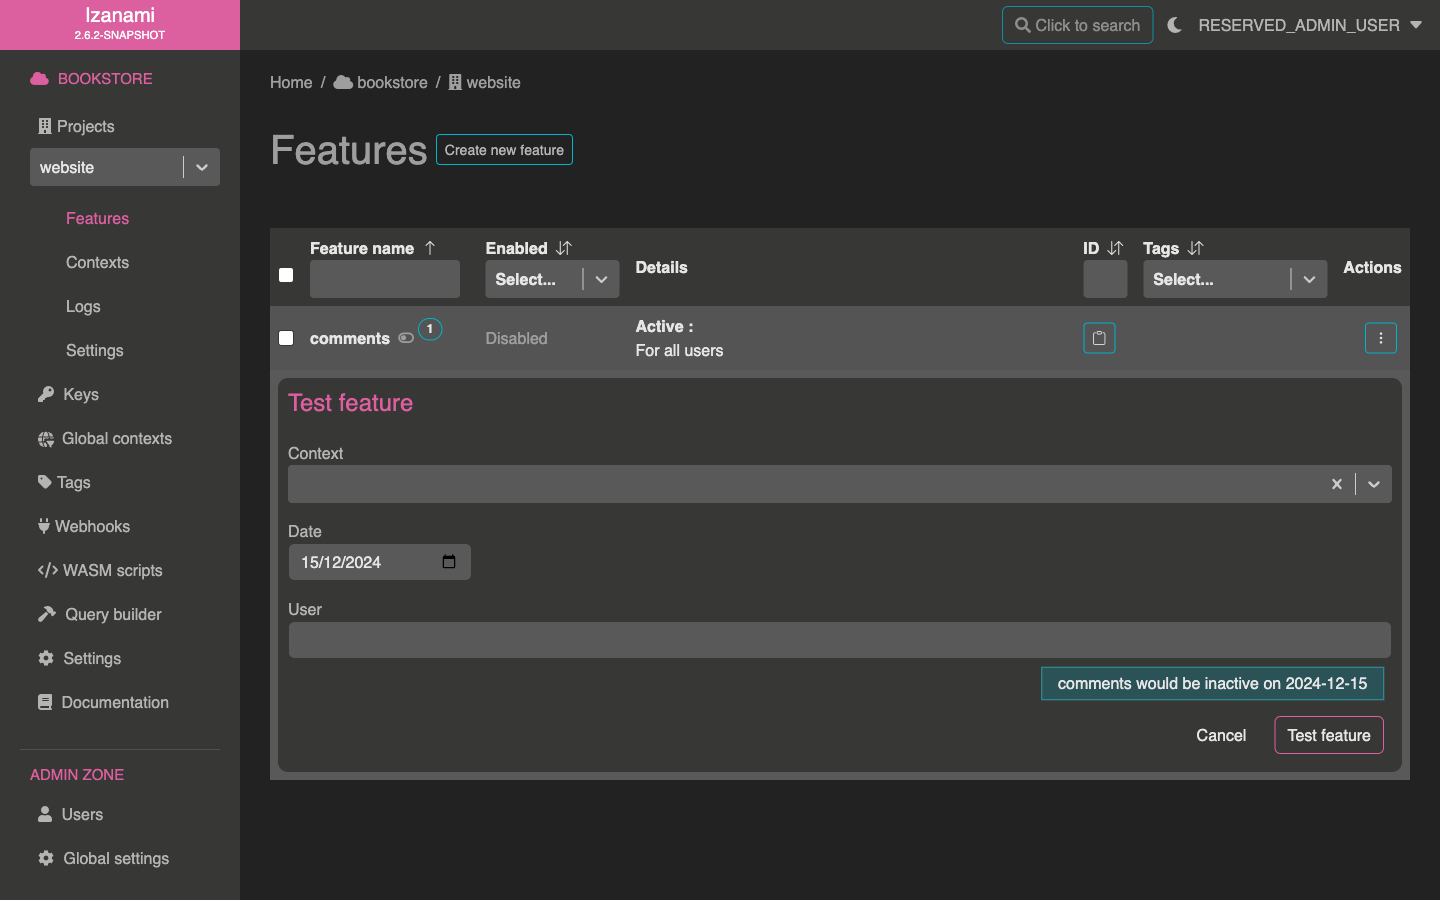 Izanami
2.6.2-SNAPSHOT
Click to search
RESERVED_ADMIN_USER
BOOKSTORE
Projects
website
Features
Contexts
Logs
Settings
Keys
Global contexts
Tags
Webhooks
WASM scripts
Query builder
Settings
Documentation
ADMIN ZONE
Users
Global settings
Home / bookstore / website
Features Create new feature
Feature name Enabled Details ID Tags Actions
Select... Select...
comments 1 Disabled Active :
For all users
Test feature
Context
Date
15/12/2024
User
comments would be inactive on 2024-12-15
Cancel Test feature